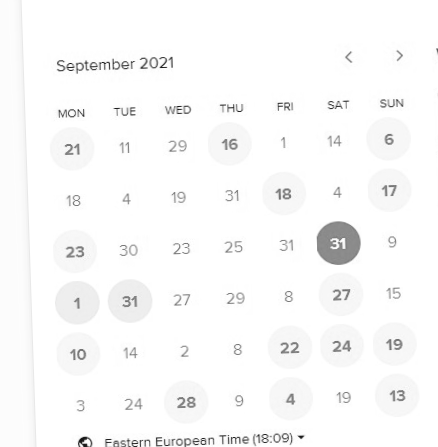 September 2021
MON TUE WED THU FRI SAT SUN
21 11 29 16 1 14 6
18 4 19 31 18 4 17
23 30 23 25 31 31 9
1 31 27 29 8 27 15
10 14 2 8 22 24 19
3 24 28 9 4 19 13
Eastern European Time (18:09)